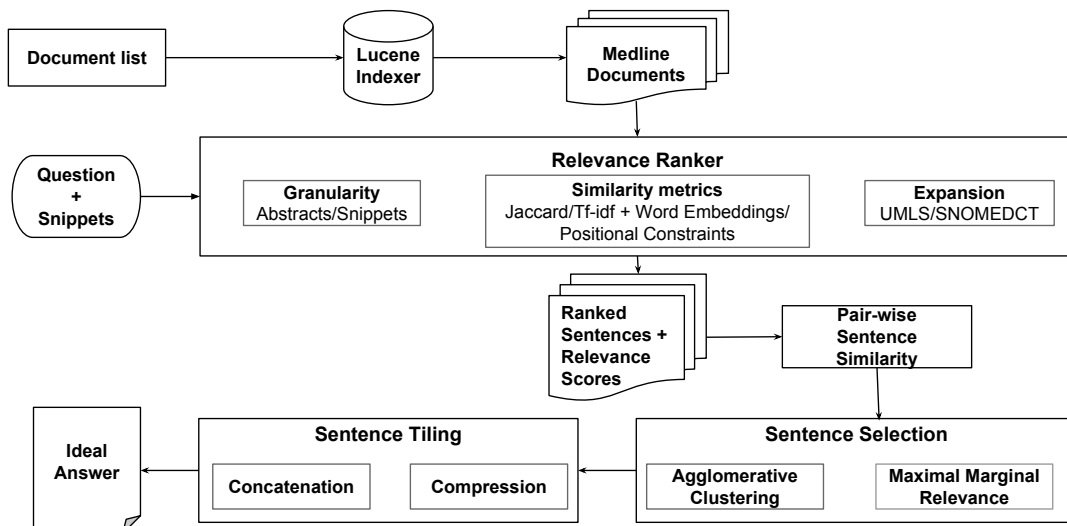 Document list
Lucene
Indexer
Medline
Documents
Question
+
Snippets
Relevance Ranker
Granularity
Abstracts/Snippets
Similarity metrics
Jaccard/Tf-idf + Word Embeddings/
Positional Constraints
Expansion
UMLS/SNOMEDCT
Ranked
Sentences +
Relevance
Scores
Pair-wise
Sentence
Similarity
Ideal
Answer
Sentence Tiling
Concatenation
Compression
Sentence Selection
Agglomerative
Clustering
Maximal Marginal
Relevance